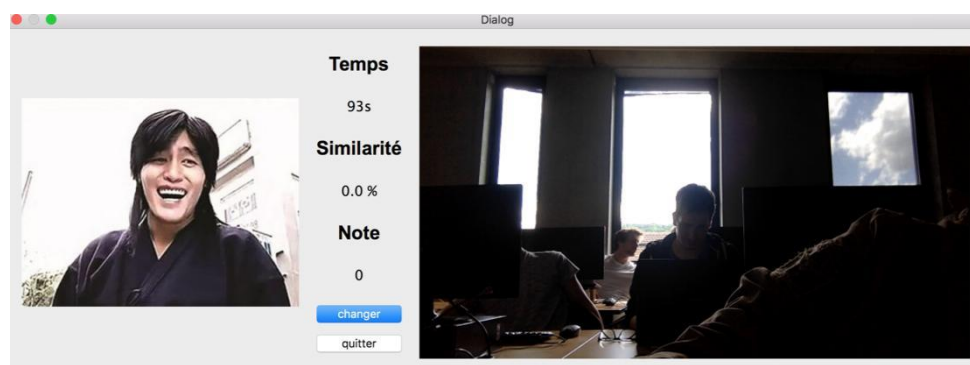 Dialog
Temps
93s
Similarité
0.0 %
Note
0
changer
quitter